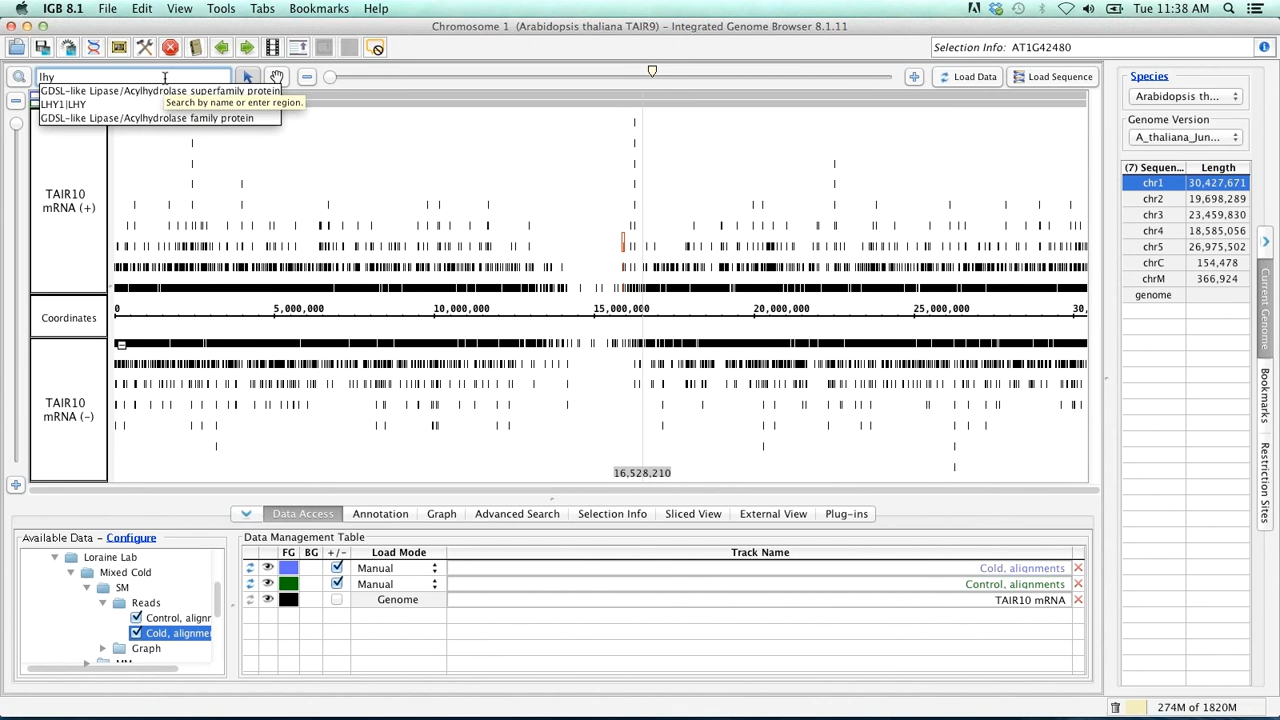 IGB 8.1 File Edit View Tools Tabs Bookmarks Help Tue 11:38 AM
Chromosome 1 (Arabidopsis thaliana TAIR9) - Integrated Genome Browser 8.1.11
Selection Info: AT1G42480
lhy
Load Data Load Sequence
GDSL-like Lipase/Acylhydrolase superfamily protein
LHY1|LHY
Search by name or enter region.
GDSL-like Lipase/Acylhydrolase family protein
TAIR10
mRNA (+)
Coordinates
0 5,000,000 10,000,000 15,000,000 20,000,000 25,000,000 30,
TAIR10
mRNA (-)
16,528,210
Species
Arabidopsis th...
Genome Version
A_thaliana_Jun...
(7) Sequen... Length
chr1 30,427,671
chr2 19,698,289
chr3 23,459,830
chr4 18,585,056
chr5 26,975,502
chrC 154,478
chrM 366,924
genome
Current Genome
Bookmarks
Restriction Sites
Data Access Annotation Graph Advanced Search Selection Info Sliced View External View Plug-ins
Available Data - Configure
Loraine Lab
Mixed Cold
SM
Reads
Control, alignr
Cold, alignme
Graph
Data Management Table
FG BG +/- Load Mode Track Name
Manual Cold, alignments
Manual Control, alignments
Genome TAIR10 mRNA
274M of 1820M